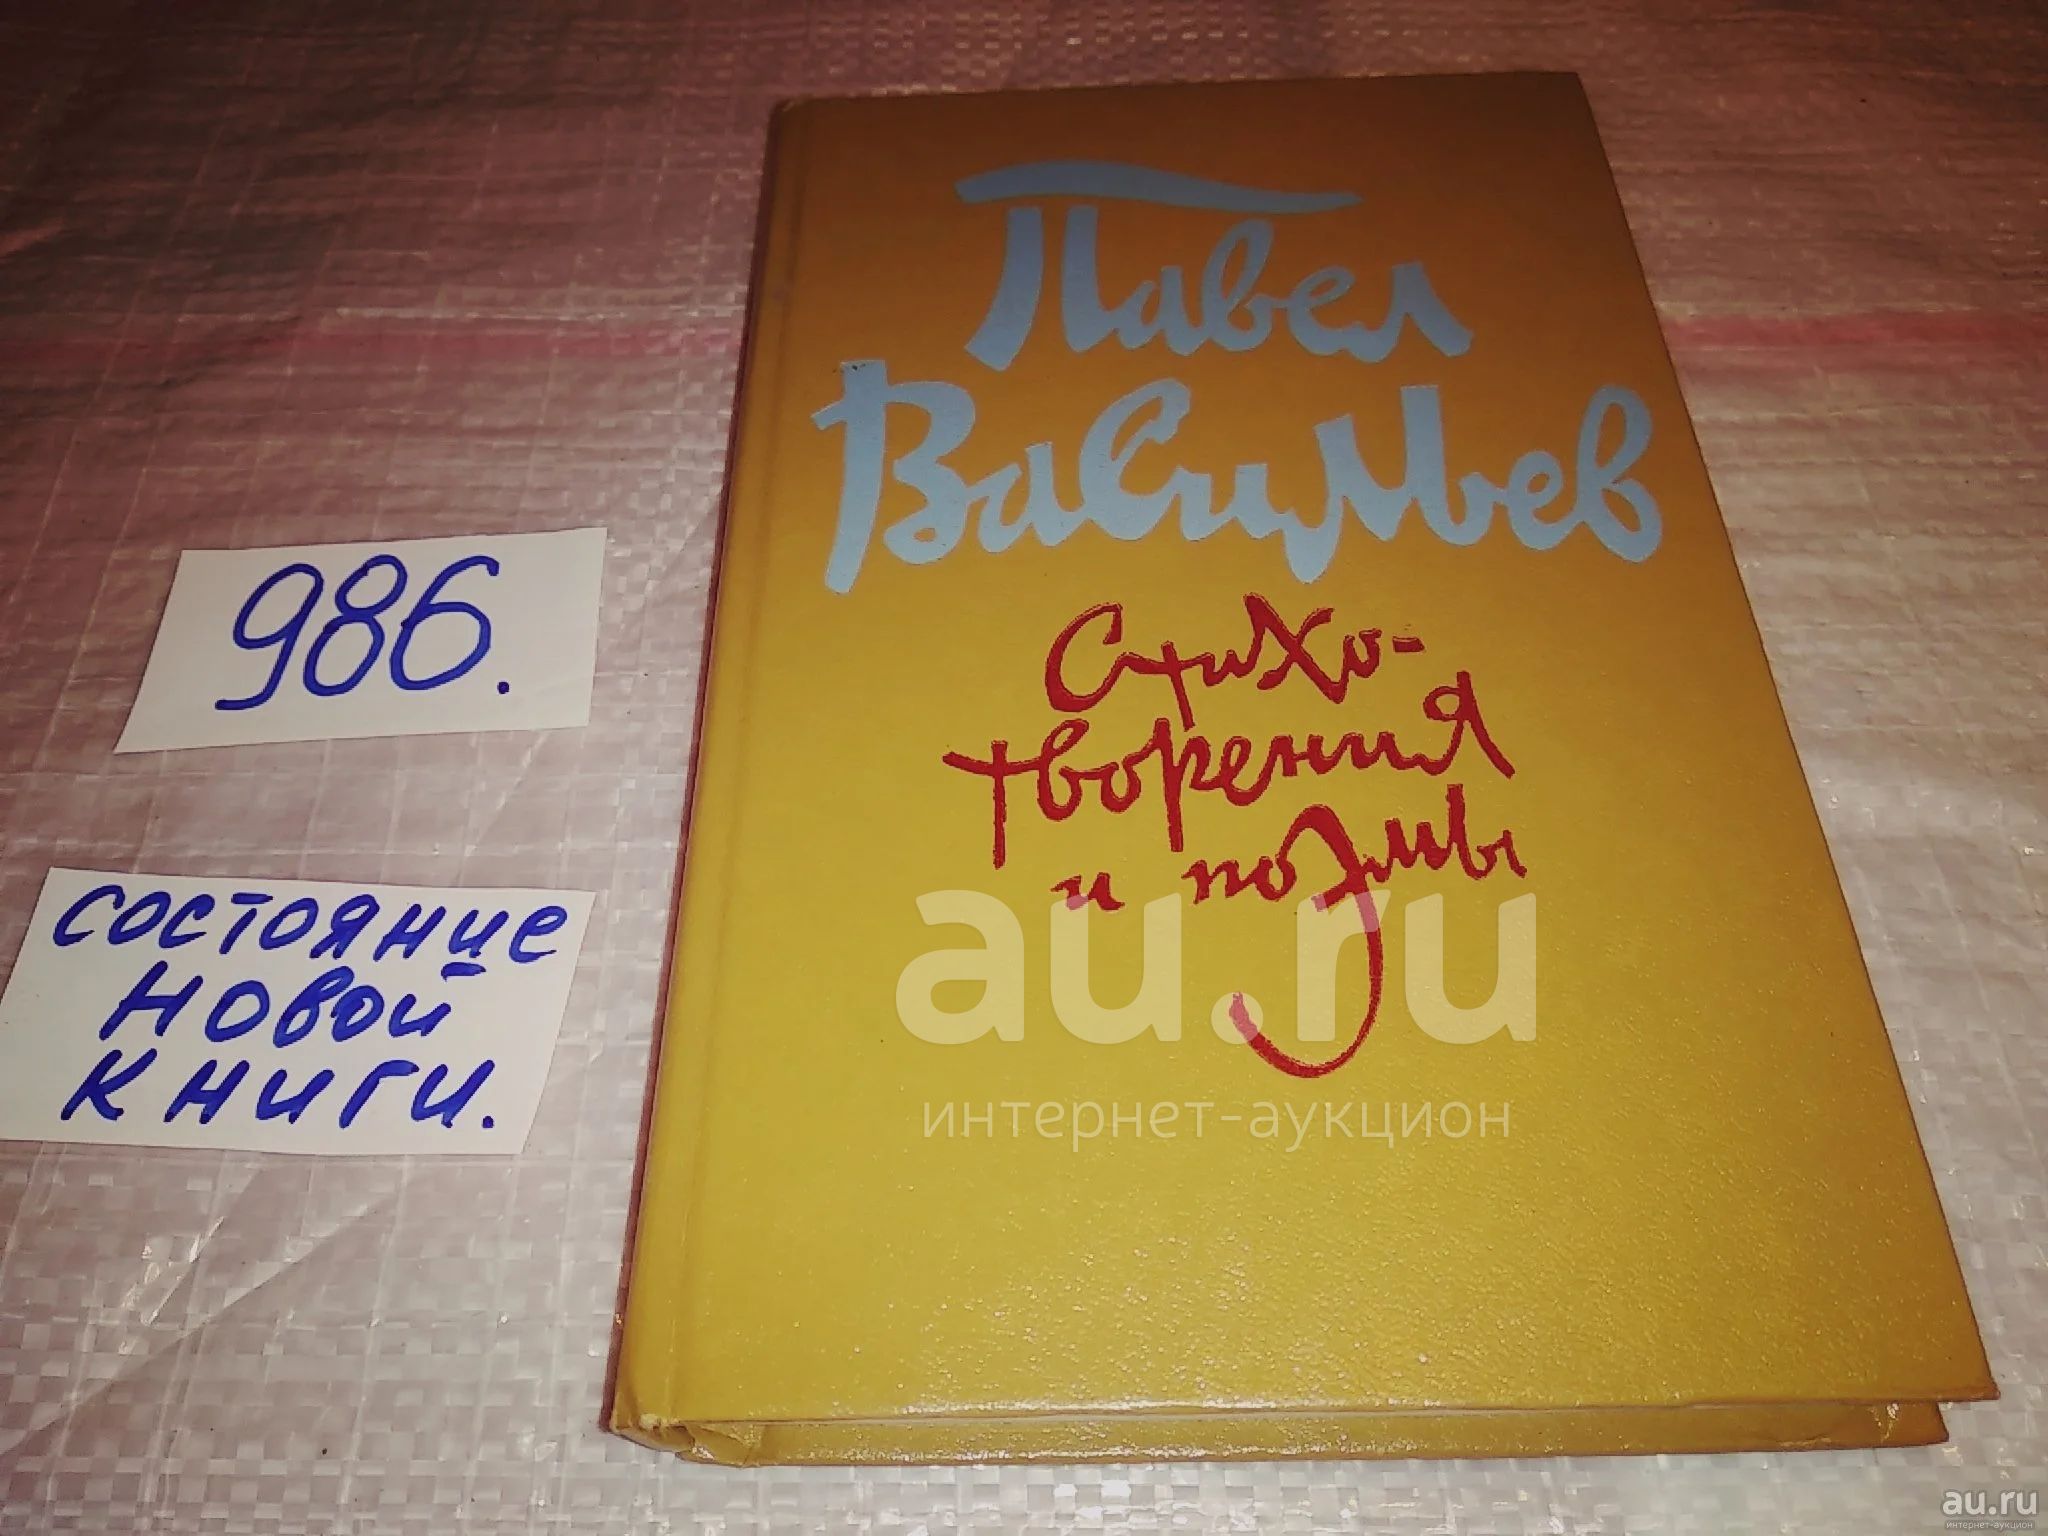 Павел
Васильев
Стихо-
творения
и поэмы
986.
состояние
новой
книги.
au.ru
интернет-аукцион
au.ru
интернет-аукцион